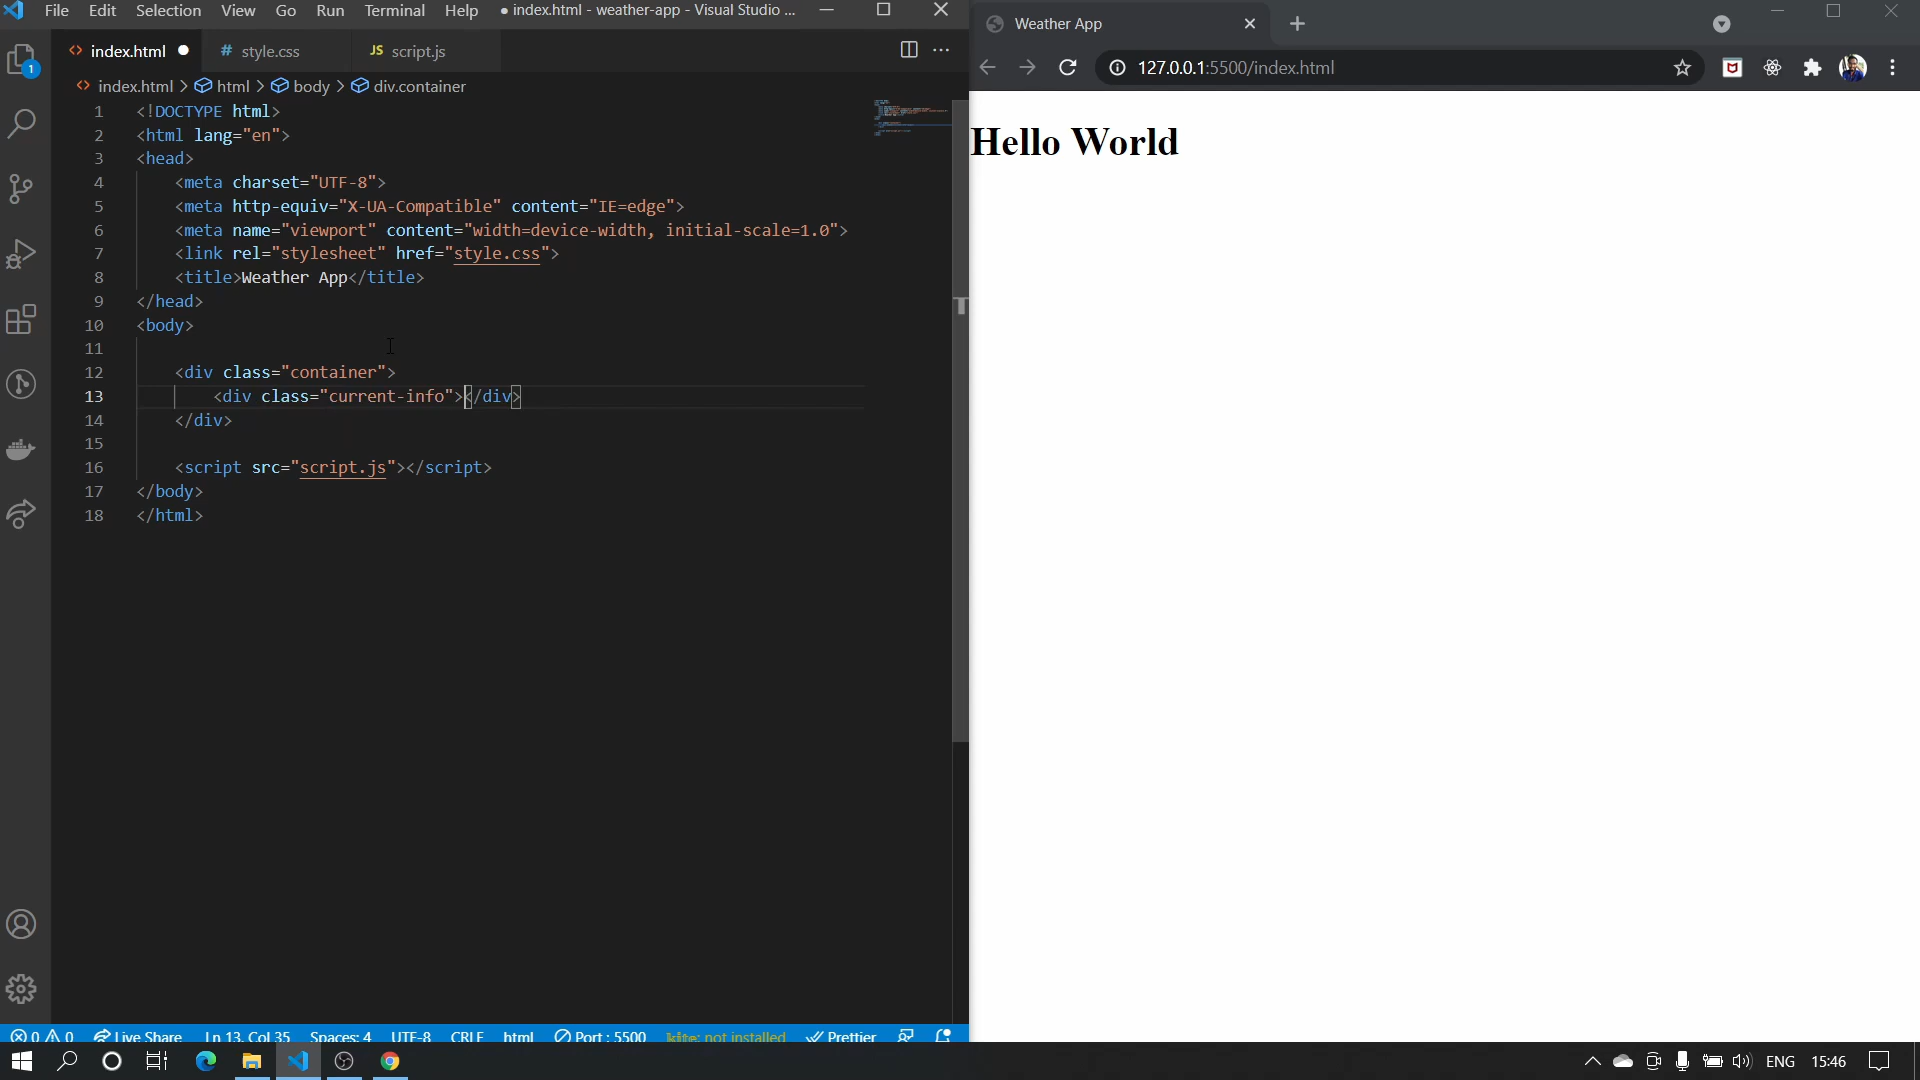 File Edit Selection View Go Run Terminal Help ● index.html - weather-app - Visual Studio ...
<> index.html ● # style.css JS script.js ...
<> index.html > html > body > div.container
1 <!DOCTYPE html>
2 <html lang="en">
3 <head>
4 <meta charset="UTF-8">
5 <meta http-equiv="X-UA-Compatible" content="IE=edge">
6 <meta name="viewport" content="width=device-width, initial-scale=1.0">
7 <link rel="stylesheet" href="style.css">
8 <title>Weather App</title>
9 </head>
10 <body>
11
12 <div class="container">
13 <div class="current-info"></div>
14 </div>
15
16 <script src="script.js"></script>
17 </body>
18 </html>
1
0 0 Live Share Ln 13, Col 35 Spaces: 4 UTF-8 CRLF html Port : 5500 kite: not installed Prettier
Weather App
127.0.0.1:5500/index.html
Hello World
ENG 15:46